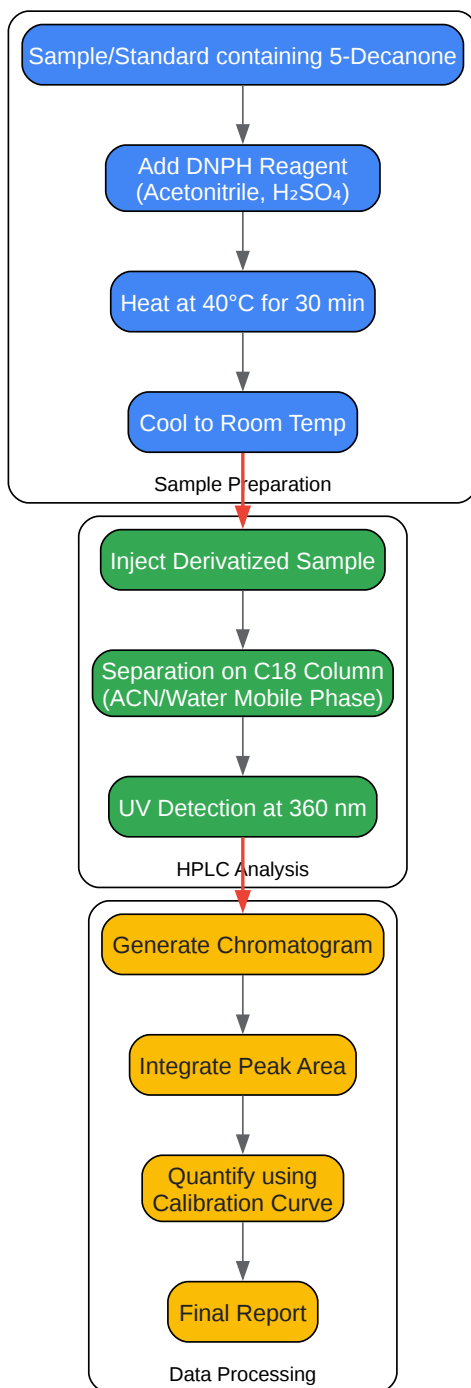 Sample/Standard containing 5-Decanone
Add DNPH Reagent
(Acetonitrile, H₂SO₄)
Heat at 40°C for 30 min
Cool to Room Temp
Sample Preparation
Inject Derivatized Sample
Separation on C18 Column
(ACN/Water Mobile Phase)
UV Detection at 360 nm
HPLC Analysis
Generate Chromatogram
Integrate Peak Area
Quantify using
Calibration Curve
Final Report
Data Processing